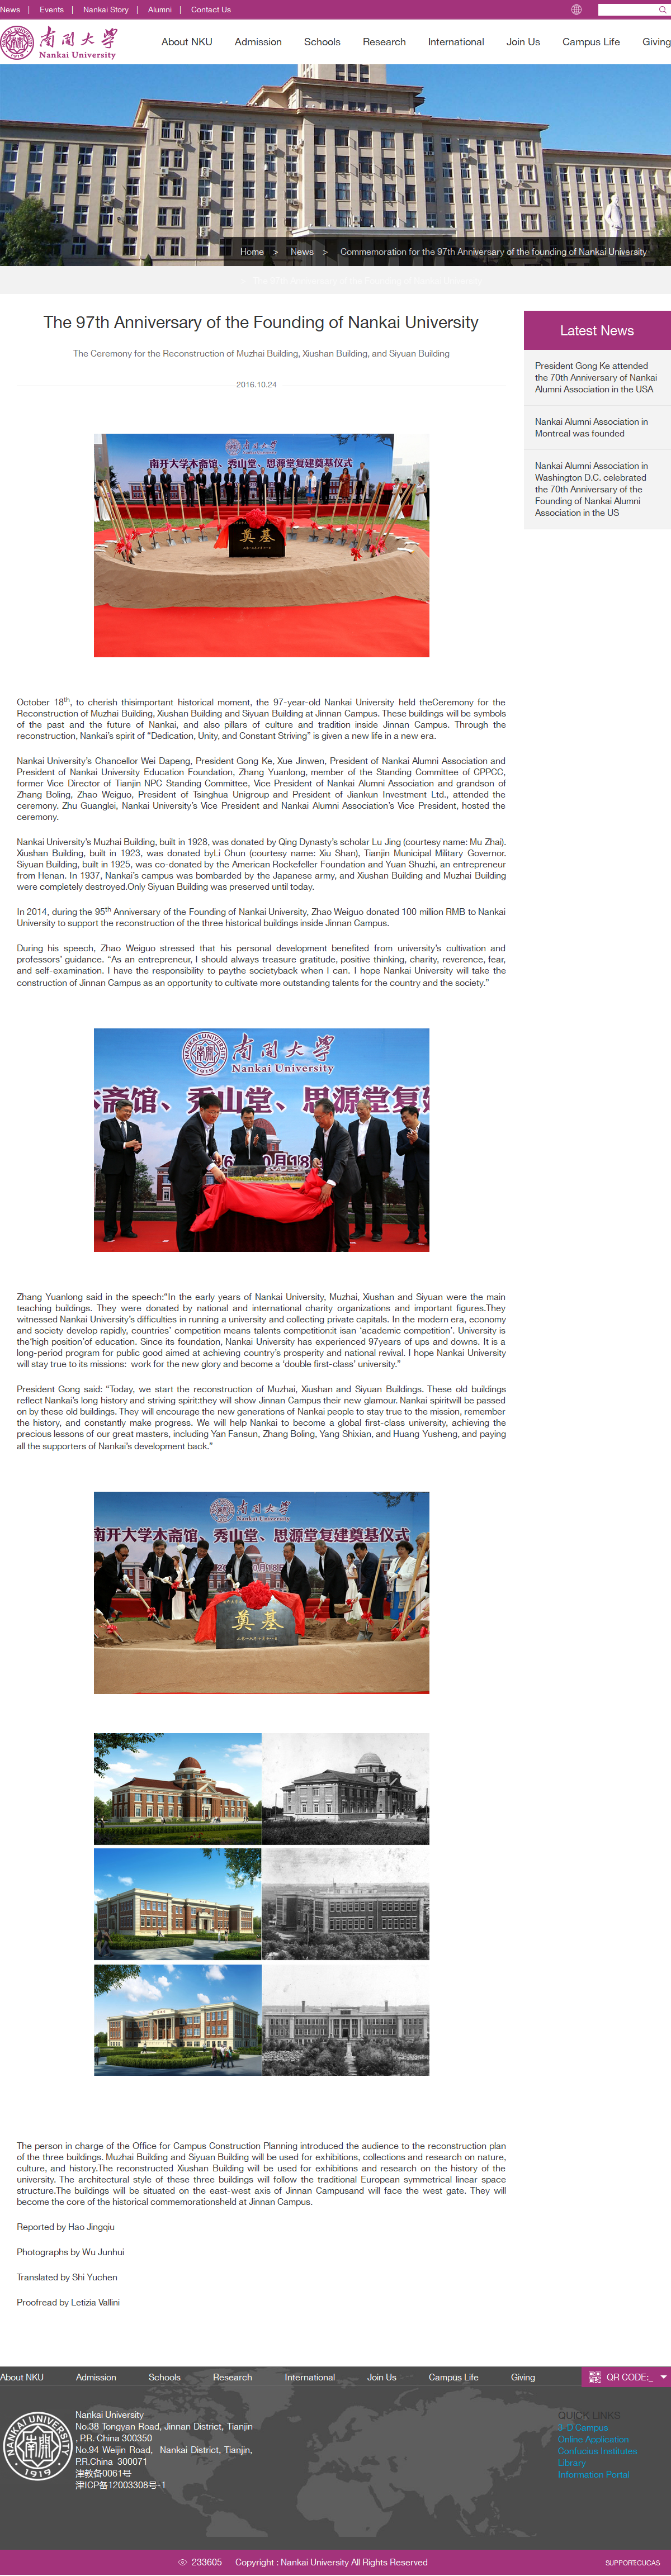 News | Events | Nankai Story | Alumni | Contact Us
南開大學
Nankai University
1919
About NKU Admission Schools Research International Join Us Campus Life Giving
Home > News > Commemoration for the 97th Anniversary of the founding of Nankai University
The 97th Anniversary of the Founding of Nankai University
The Ceremony for the Reconstruction of Muzhai Building, Xiushan Building, and Siyuan Building
2016.10.24
Latest News
President Gong Ke attended
the 70th Anniversary of Nankai
Alumni Association in the USA
Nankai Alumni Association in
Montreal was founded
Nankai Alumni Association in
Washington D.C. celebrated
the 70th Anniversary of the
Founding of Nankai Alumni
Association in the US
南開大學
Nankai University
南开大学木斋馆、秀山堂、思源堂复建奠基仪式
奠基
October 18th, to cherish thisimportant historical moment, the 97-year-old Nankai University held theCeremony for the
Reconstruction of Muzhai Building, Xiushan Building and Siyuan Building at Jinnan Campus. These buildings will be symbols
of the past and the future of Nankai, and also pillars of culture and tradition inside Jinnan Campus. Through the
reconstruction, Nankai's spirit of “Dedication, Unity, and Constant Striving” is given a new life in a new era.
Nankai University's Chancellor Wei Dapeng, President Gong Ke, Xue Jinwen, President of Nankai Alumni Association and
President of Nankai University Education Foundation, Zhang Yuanlong, member of the Standing Committee of CPPCC,
former Vice Director of Tianjin NPC Standing Committee, Vice President of Nankai Alumni Association and grandson of
Zhang Boling, Zhao Weiguo, President of Tsinghua Unigroup and President of Jiankun Investment Ltd., attended the
ceremony. Zhu Guanglei, Nankai University's Vice President and Nankai Alumni Association's Vice President, hosted the
ceremony.
Nankai University's Muzhai Building, built in 1928, was donated by Qing Dynasty's scholar Lu Jing (courtesy name: Mu Zhai).
Xiushan Building, built in 1923, was donated byLi Chun (courtesy name: Xiu Shan), Tianjin Municipal Military Governor.
Siyuan Building, built in 1925, was co-donated by the American Rockefeller Foundation and Yuan Shuzhi, an entrepreneur
from Henan. In 1937, Nankai's campus was bombarded by the Japanese army, and Xiushan Building and Muzhai Building
were completely destroyed.Only Siyuan Building was preserved until today.
In 2014, during the 95th Anniversary of the Founding of Nankai University, Zhao Weiguo donated 100 million RMB to Nankai
University to support the reconstruction of the three historical buildings inside Jinnan Campus.
During his speech, Zhao Weiguo stressed that his personal development benefited from university's cultivation and
professors' guidance. “As an entrepreneur, I should always treasure gratitude, positive thinking, charity, reverence, fear,
and self-examination. I have the responsibility to paythe societyback when I can. I hope Nankai University will take the
construction of Jinnan Campus as an opportunity to cultivate more outstanding talents for the country and the society.”
南開大學
Nankai University
木斋馆、秀山堂、思源堂复建
Zhang Yuanlong said in the speech:“In the early years of Nankai University, Muzhai, Xiushan and Siyuan were the main
teaching buildings. They were donated by national and international charity organizations and important figures.They
witnessed Nankai University's difficulties in running a university and collecting private capitals. In the modern era, economy
and society develop rapidly, countries' competition means talents competition:it isan ‘academic competition’. University is
the‘high position’of education. Since its foundation, Nankai University has experienced 97years of ups and downs. It is a
long-period program for public good aimed at achieving country's prosperity and national revival. I hope Nankai University
will stay true to its missions: work for the new glory and become a ‘double first-class’ university.”
President Gong said: “Today, we start the reconstruction of Muzhai, Xiushan and Siyuan Buildings. These old buildings
reflect Nankai's long history and striving spirit:they will show Jinnan Campus their new glamour. Nankai spiritwill be passed
on by these old buildings. They will encourage the new generations of Nankai people to stay true to the mission, remember
the history, and constantly make progress. We will help Nankai to become a global first-class university, achieving the
precious lessons of our great masters, including Yan Fansun, Zhang Boling, Yang Shixian, and Huang Yusheng, and paying
all the supporters of Nankai's development back.”
南開大學
Nankai University
南开大学木斋馆、秀山堂、思源堂复建奠基仪式
奠基
The person in charge of the Office for Campus Construction Planning introduced the audience to the reconstruction plan
of the three buildings. Muzhai Building and Siyuan Building will be used for exhibitions, collections and research on nature,
culture, and history.The reconstructed Xiushan Building will be used for exhibitions and research on the history of the
university. The architectural style of these three buildings will follow the traditional European symmetrical linear space
structure.The buildings will be situated on the east-west axis of Jinnan Campusand will face the west gate. They will
become the core of the historical commemorationsheld at Jinnan Campus.
Reported by Hao Jingqiu
Photographs by Wu Junhui
Translated by Shi Yuchen
Proofread by Letizia Vallini
About NKU Admission Schools Research International Join Us Campus Life Giving QR CODE:_
NANKAI UNIVERSITY
1919
Nankai University
No.38 Tongyan Road, Jinnan District, Tianjin
, P.R. China 300350
No.94 Weijin Road, Nankai District, Tianjin,
P.R.China 300071
津教备0061号
津ICP备12003308号-1
QUICK LINKS
3-D Campus
Online Application
Confucius Institutes
Library
Information Portal
233605 Copyright : Nankai University All Rights Reserved
SUPPORT:CUCAS